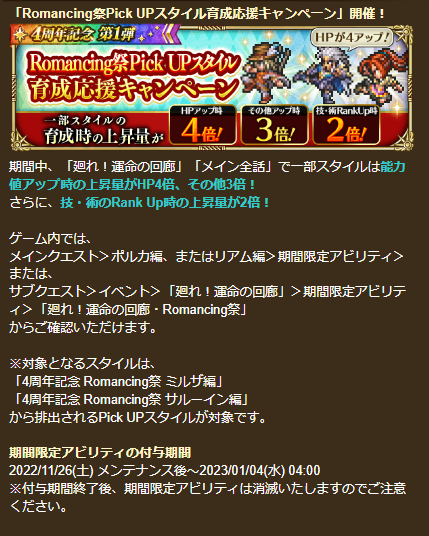 「Romancing祭Pick UPスタイル育成応援キャンペーン」開催！
4周年記念 第1弾
HPが4アップ！
Romancing祭Pick UPスタイル
育成応援キャンペーン
一部スタイルの
育成時の上昇量が
HPアップ時
4倍!
その他アップ時
3倍!
技・術RankUp時
2倍!
期間中、「廻れ！運命の回廊」「メイン全話」で一部スタイルは能力
値アップ時の上昇量がHP4倍、その他3倍！
さらに、技・術のRank Up時の上昇量が2倍！
ゲーム内では、
メインクエスト＞ポルカ編、またはリアム編＞期間限定アビリティ＞
または、
サブクエスト＞イベント＞「廻れ！運命の回廊」＞期間限定アビリテ
ィ＞「廻れ！運命の回廊・Romancing祭」
からご確認いただけます。
※対象となるスタイルは、
「4周年記念 Romancing祭 ミルザ編」
「4周年記念 Romancing祭 サルーイン編」
から排出されるPick UPスタイルが対象です。
期間限定アビリティの付与期間
2022/11/26(土) メンテナンス後～2023/01/04(水) 04:00
※付与期間終了後、期間限定アビリティは消滅いたしますのでご注意
ください。